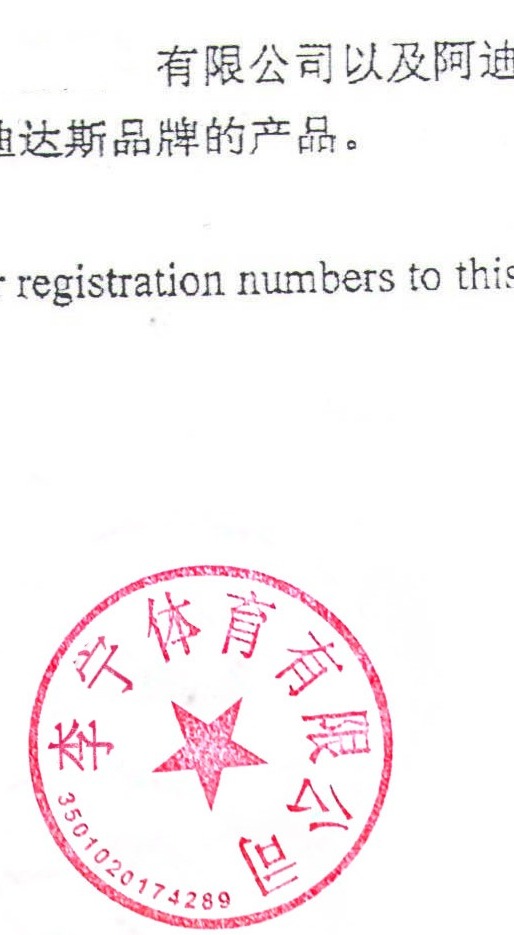 有限公司以及阿迪
迪达斯品牌的产品。
r registration numbers to this
李宁体育有限公司
3501020174289